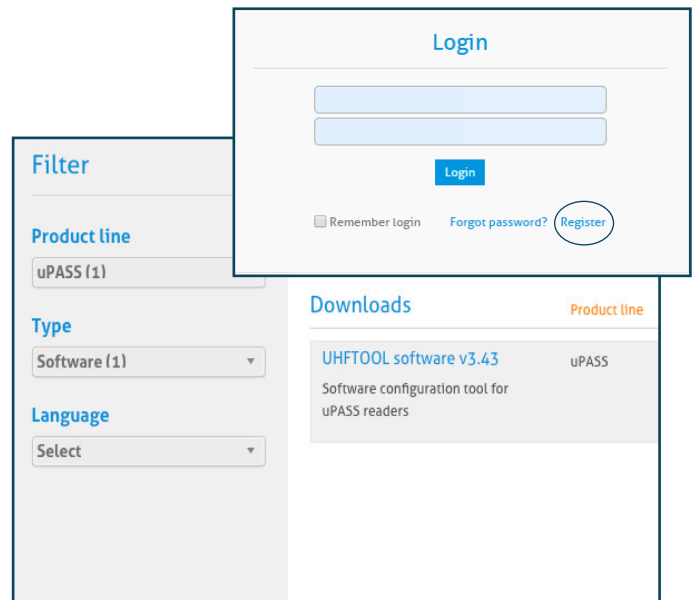 Login
Login
Remember login Forgot password? Register
Filter
Product line
uPASS (1)
Type
Software (1)
Language
Select
Downloads Product line
UHFTOOL software v3.43 uPASS
Software configuration tool for
uPASS readers